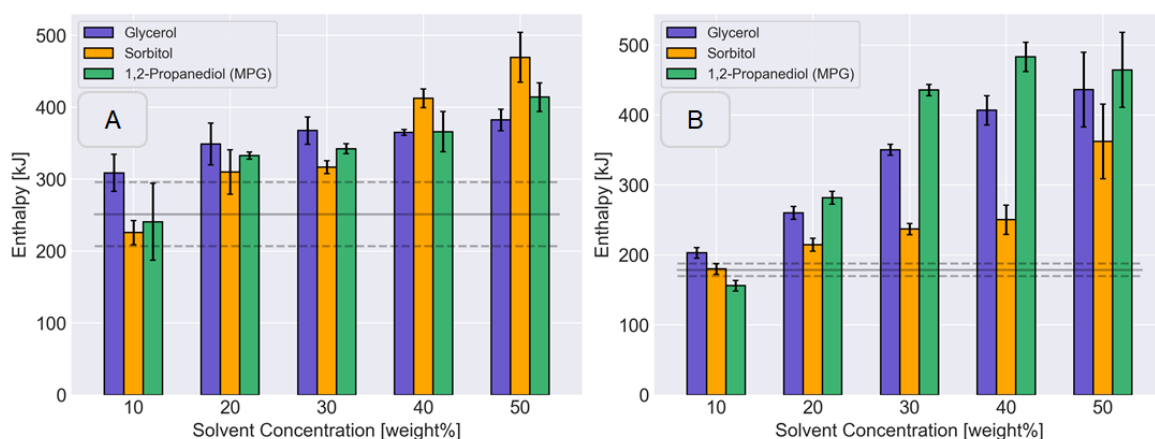 Glycerol
Sorbitol
1,2-Propanediol (MPG)
A
500
400
300
200
100
0
Enthalpy [kJ]
10 20 30 40 50
Solvent Concentration [weight%]
Glycerol
Sorbitol
1,2-Propanediol (MPG)
B
500
400
300
200
100
0
Enthalpy [kJ]
10 20 30 40 50
Solvent Concentration [weight%]